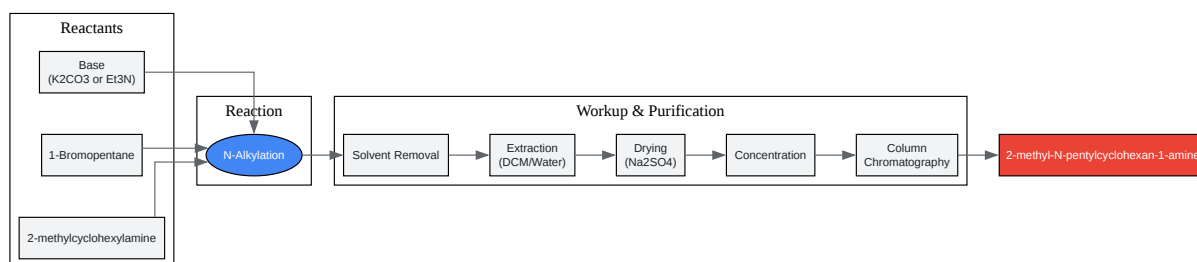 Reactants
Base
(K2CO3 or Et3N)
1-Bromopentane
2-methylcyclohexylamine
Reaction
N-Alkylation
Workup & Purification
Solvent Removal
Extraction
(DCM/Water)
Drying
(Na2SO4)
Concentration
Column
Chromatography
2-methyl-N-pentylcyclohexan-1-amine